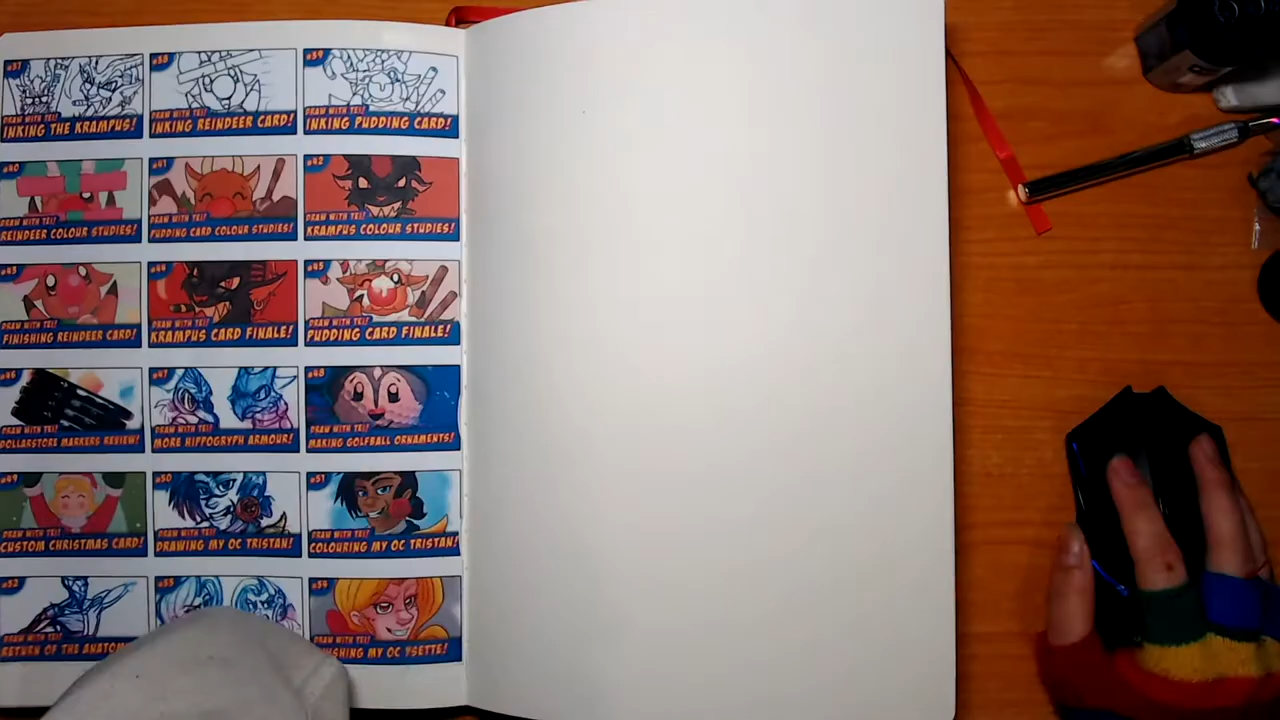 #37
DRAW WITH TEI!
INKING THE KRAMPUS!
#38
DRAW WITH TEI!
INKING REINDEER CARD!
#39
DRAW WITH TEI!
INKING PUDDING CARD!
#40
DRAW WITH TEI!
REINDEER COLOUR STUDIES!
#41
DRAW WITH TEI!
PUDDING CARD COLOUR STUDIES!
#42
DRAW WITH TEI!
KRAMPUS COLOUR STUDIES!
#43
DRAW WITH TEI!
FINISHING REINDEER CARD!
#44
DRAW WITH TEI!
KRAMPUS CARD FINALE!
#45
DRAW WITH TEI!
PUDDING CARD FINALE!
#46
DRAW WITH TEI!
DOLLARSTORE MARKERS REVIEW!
#47
DRAW WITH TEI!
MORE HIPPOGRYPH ARMOUR!
#48
DRAW WITH TEI!
MAKING GOLFBALL ORNAMENTS!
#49
DRAW WITH TEI!
CUSTOM CHRISTMAS CARD!
#50
DRAW WITH TEI!
DRAWING MY OC TRISTAN!
#51
DRAW WITH TEI!
COLOURING MY OC TRISTAN!
#52
DRAW WITH TEI!
RETURN OF THE
#53
#54
DRAW WITH TEI!
MY OC YSETTE!